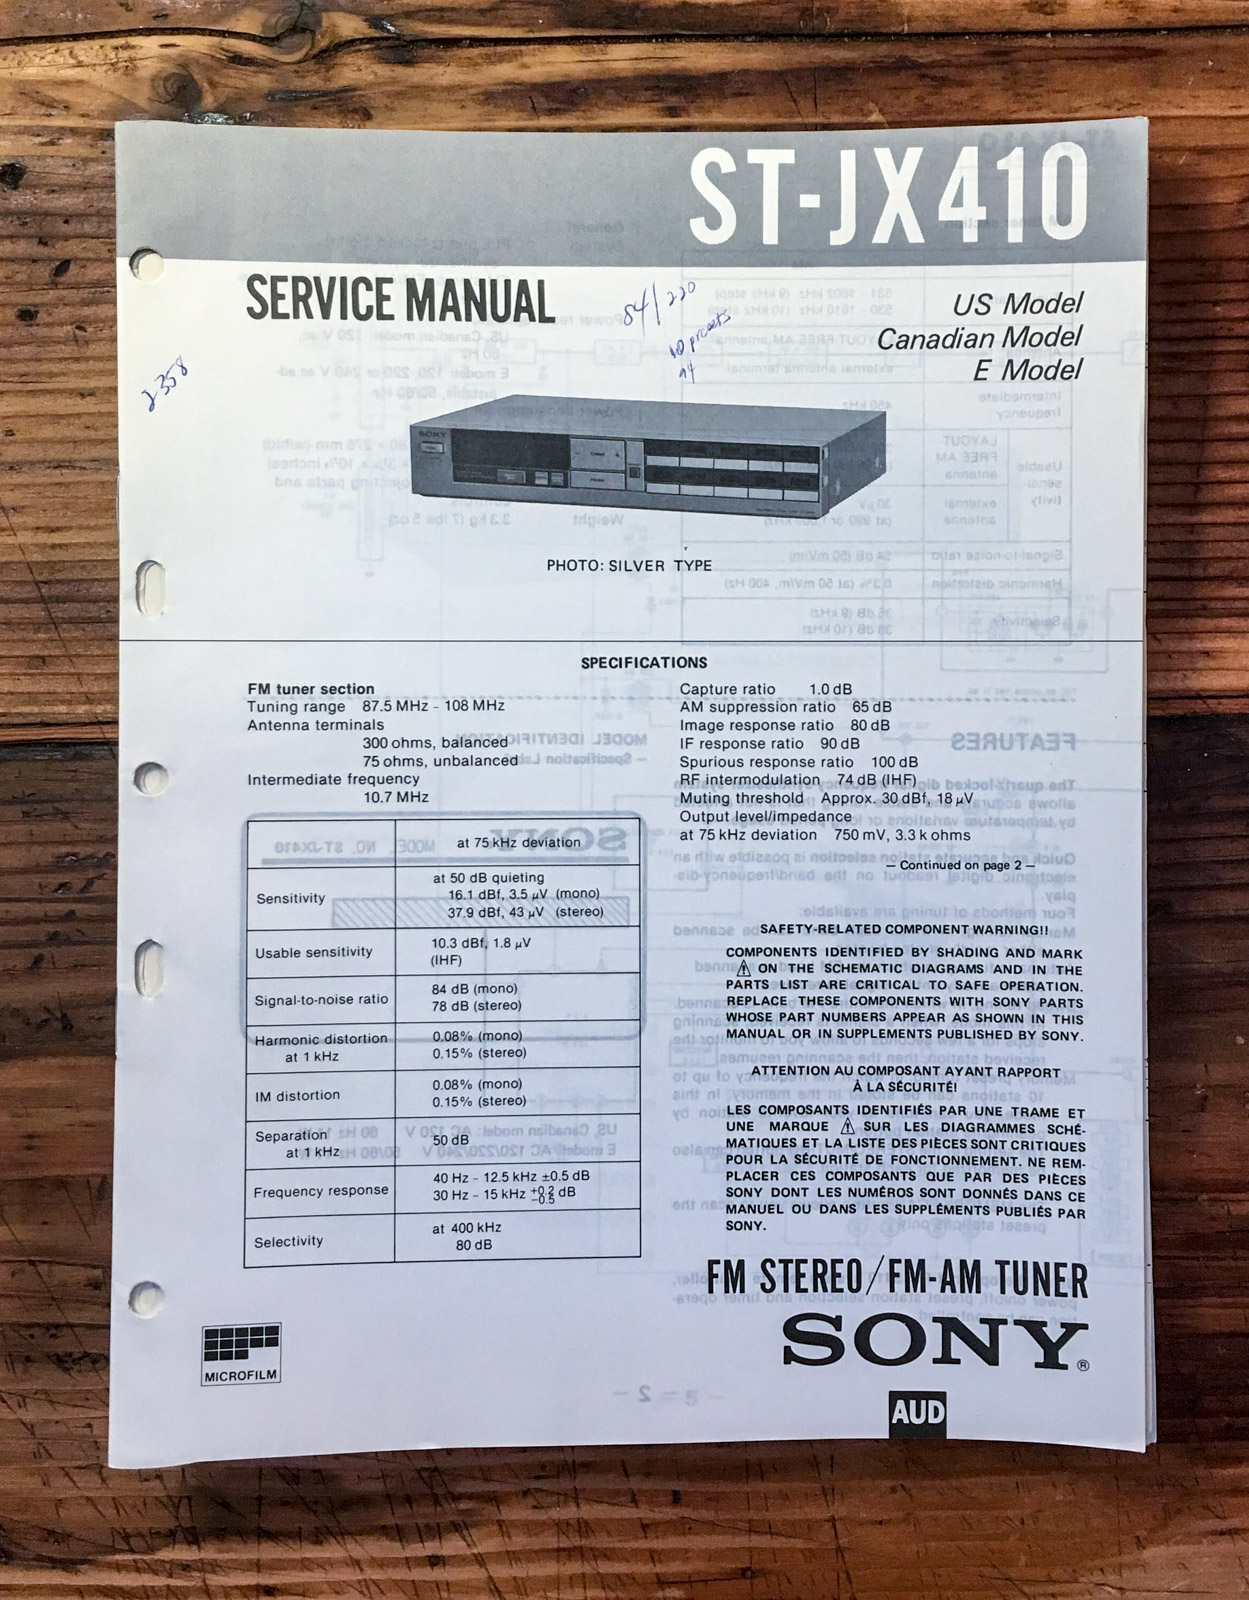 ST-JX410
SERVICE MANUAL
84/220
10 presets
US Model
Canadian Model
E Model
2358
SONY
PHOTO: SILVER TYPE
SPECIFICATIONS
FM tuner section
Tuning range 87.5 MHz - 108 MHz
Antenna terminals
300 ohms, balanced
75 ohms, unbalanced
Intermediate frequency
10.7 MHz
at 75 kHz deviation
Sensitivity
at 50 dB quieting
16.1 dBf, 3.5 µV (mono)
37.9 dBf, 43 µV (stereo)
Usable sensitivity
10.3 dBf, 1.8 µV
(IHF)
Signal-to-noise ratio
84 dB (mono)
78 dB (stereo)
Harmonic distortion
at 1 kHz
0.08% (mono)
0.15% (stereo)
IM distortion
0.08% (mono)
0.15% (stereo)
Separation
at 1 kHz
50 dB
Frequency response
40 Hz - 12.5 kHz ±0.5 dB
30 Hz - 15 kHz +0.2 -0.5 dB
Selectivity
at 400 kHz
80 dB
Capture ratio 1.0 dB
AM suppression ratio 65 dB
Image response ratio 80 dB
IF response ratio 90 dB
Spurious response ratio 100 dB
RF intermodulation 74 dB (IHF)
Muting threshold Approx. 30 dBf, 18 µV
Output level/impedance
at 75 kHz deviation 750 mV, 3.3 k ohms
— Continued on page 2 —
SAFETY-RELATED COMPONENT WARNING!!
COMPONENTS IDENTIFIED BY SHADING AND MARK
⚠ ON THE SCHEMATIC DIAGRAMS AND IN THE
PARTS LIST ARE CRITICAL TO SAFE OPERATION.
REPLACE THESE COMPONENTS WITH SONY PARTS
WHOSE PART NUMBERS APPEAR AS SHOWN IN THIS
MANUAL OR IN SUPPLEMENTS PUBLISHED BY SONY.
ATTENTION AU COMPOSANT AYANT RAPPORT
À LA SÉCURITÉ!
LES COMPOSANTS IDENTIFIÉS PAR UNE TRAME ET
UNE MARQUE ⚠ SUR LES DIAGRAMMES SCHÉ-
MATIQUES ET LA LISTE DES PIÈCES SONT CRITIQUES
POUR LA SÉCURITÉ DE FONCTIONNEMENT. NE REM-
PLACER CES COMPOSANTS QUE PAR DES PIÈCES
SONY DONT LES NUMÉROS SONT DONNÉS DANS CE
MANUEL OU DANS LES SUPPLÉMENTS PUBLIÉS PAR
SONY.
FM STEREO/FM-AM TUNER
SONY®
AUD
MICROFILM